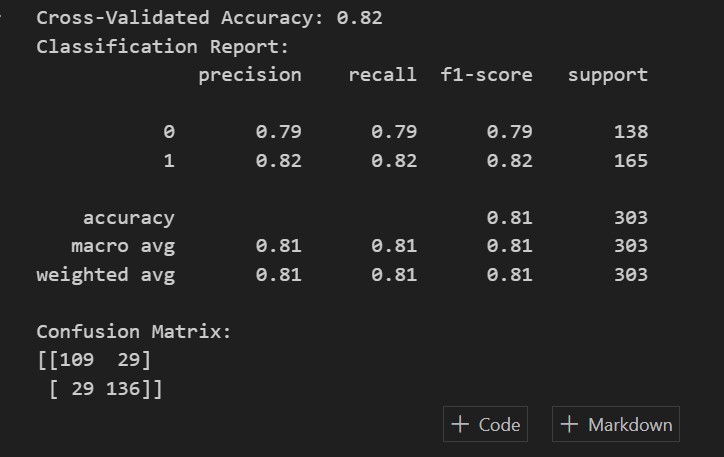 Cross-Validated Accuracy: 0.82
Classification Report:
              precision    recall  f1-score   support

           0       0.79      0.79      0.79       138
           1       0.82      0.82      0.82       165

    accuracy                           0.81       303
   macro avg       0.81      0.81      0.81       303
weighted avg       0.81      0.81      0.81       303

Confusion Matrix:
[[109  29]
 [ 29 136]]
+ Code  + Markdown